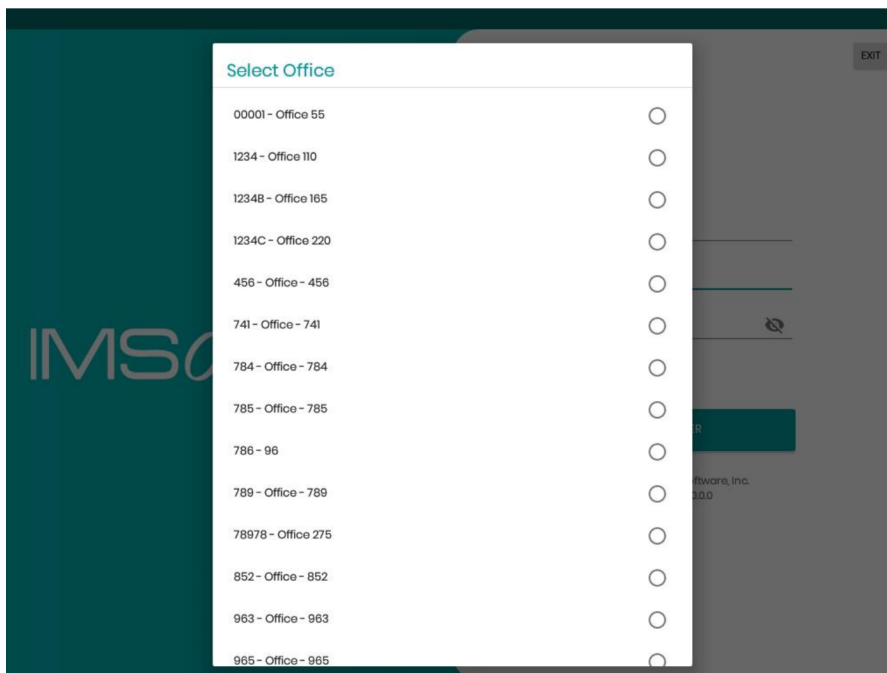 EXIT
Select Office
00001 - Office 55
1234 - Office 110
1234B - Office 165
1234C - Office 220
456 - Office - 456
741 - Office - 741
784 - Office - 784
785 - Office - 785
786 - 96
789 - Office - 789
78978 - Office 275
852 - Office - 852
963 - Office - 963
965 - Office - 965
IMS
Inc.